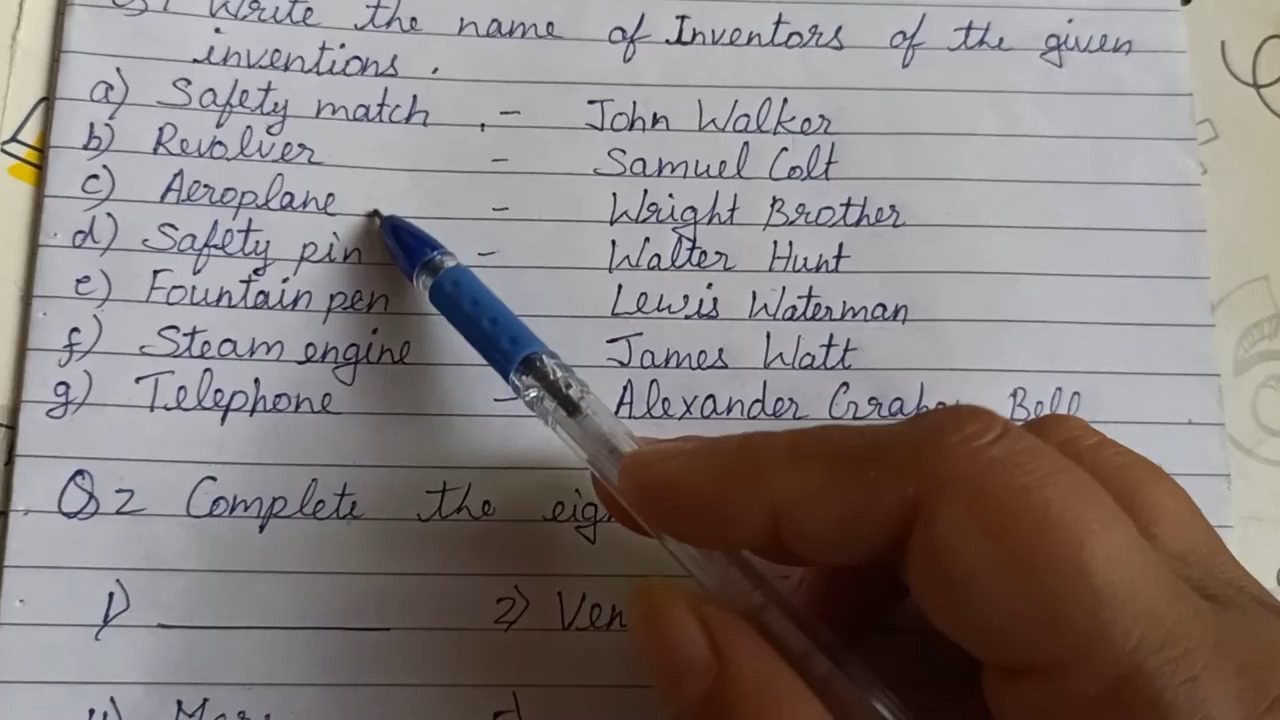 Write the name of Inventors of the given
inventions.
a) Safety match - John Walker
b) Revolver - Samuel Colt
c) Aeroplane - Wright Brother
d) Safety pin - Walter Hunt
e) Fountain pen Lewis Waterman
f) Steam engine James Watt
g) Telephone - Alexander Graham Bell
Q2 Complete the
1) 2) Ven